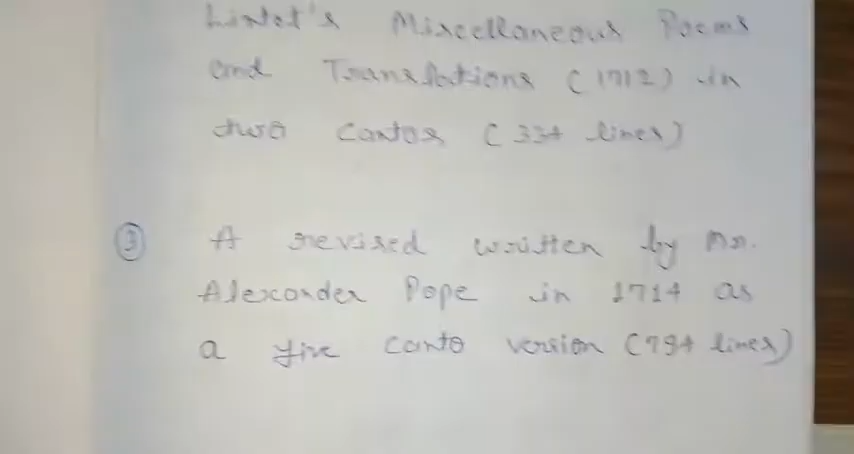 Lintot's Miscellaneous Poems
and Translations (1712) in
two cantos (334 lines)
③ A revised written by Mr.
Alexander Pope in 1714 as
a five canto version (794 lines)